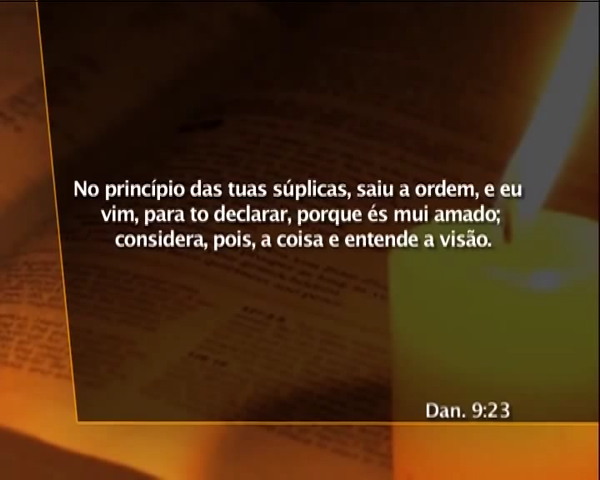 No princípio das tuas súplicas, saiu a ordem, e eu
vim, para to declarar, porque és mui amado;
considera, pois, a coisa e entende a visão.
Dan. 9:23